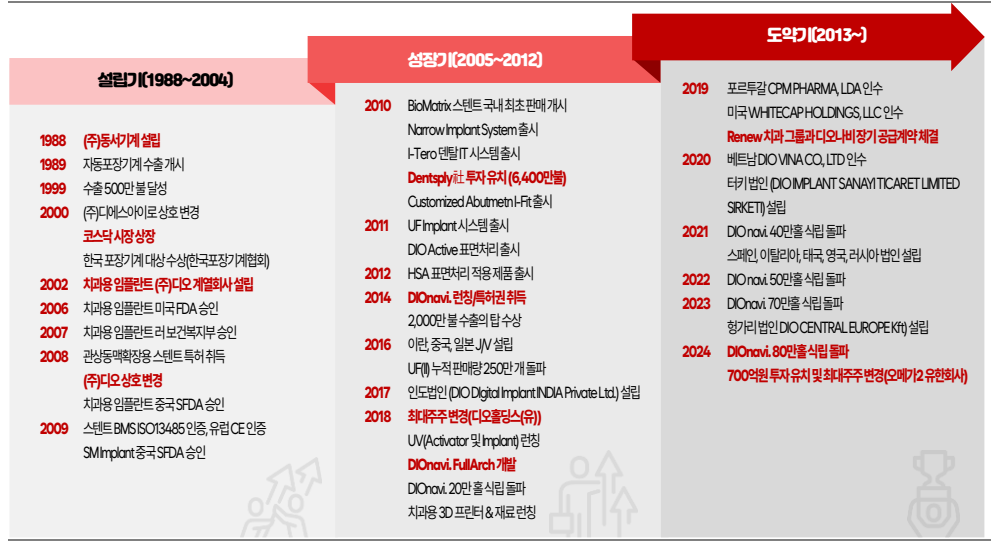 설립기(1988~2004)
1988 (주)동서기계 설립
1989 자동포장기계 수출 개시
1999 수출 500만 불 달성
2000 (주)디에스아이로 상호 변경
코스닥 시장 상장
한국 포장기계 대상 수상(한국포장기계협회)
2002 치과용 임플란트 (주)디오 계열회사 설립
2006 치과용 임플란트 미국 FDA 승인
2007 치과용 임플란트 러 보건복지부 승인
2008 관상동맥확장용 스텐트 특허 취득
(주)디오 상호 변경
치과용 임플란트 중국 SFDA 승인
2009 스텐트 BMS ISO13485 인증, 유럽 CE 인증
SM Implant 중국 SFDA 승인
성장기(2005~2012)
2010 BioMatrix 스텐트 국내 최초 판매 개시
Narrow Implant System 출시
I-Tero 덴탈 IT 시스템 출시
Dentsply社 투자 유치 (6,400만불)
Customized Abutmetn I-Fit 출시
2011 UF Implant 시스템 출시
DIO Active 표면처리 출시
2012 HSA 표면처리 적용 제품 출시
2014 DIOnavi. 런칭/특허권 취득
2,000만 불 수출의 탑 수상
2016 이란, 중국, 일본 J/V 설립
UF(II) 누적 판매량 250만 개 돌파
2017 인도법인 (DIO DIgital Implant INDIA Private Ltd.) 설립
2018 최대주주 변경(디오홀딩스(유))
UV(Activator 및 Implant) 런칭
DIOnavi. Full Arch 개발
DIOnavi. 20만 홀 식립 돌파
치과용 3D 프린터 & 재료 런칭
도약기(2013~)
2019 포르투갈 CPM PHARMA, LDA 인수
미국 WHITECAP HOLDINGS, LLC 인수
Renew 치과 그룹과 디오나비 장기 공급계약 체결
2020 베트남 DIO VINA CO., LTD 인수
터키 법인 (DIO IMPLANT SANAYI TICARET LIMITED
SIRKETI) 설립
2021 DIO navi. 40만홀 식립 돌파
스페인, 이탈리아, 태국, 영국, 러시아 법인 설립
2022 DIO navi. 50만홀 식립 돌파
2023 DIOnavi. 70만홀 식립 돌파
헝가리 법인 DIO CENTRAL EUROPE Kft) 설립
2024 DIOnavi. 80만홀 식립 돌파
700억원 투자 유치 및 최대주주 변경(오메가2 유한회사)